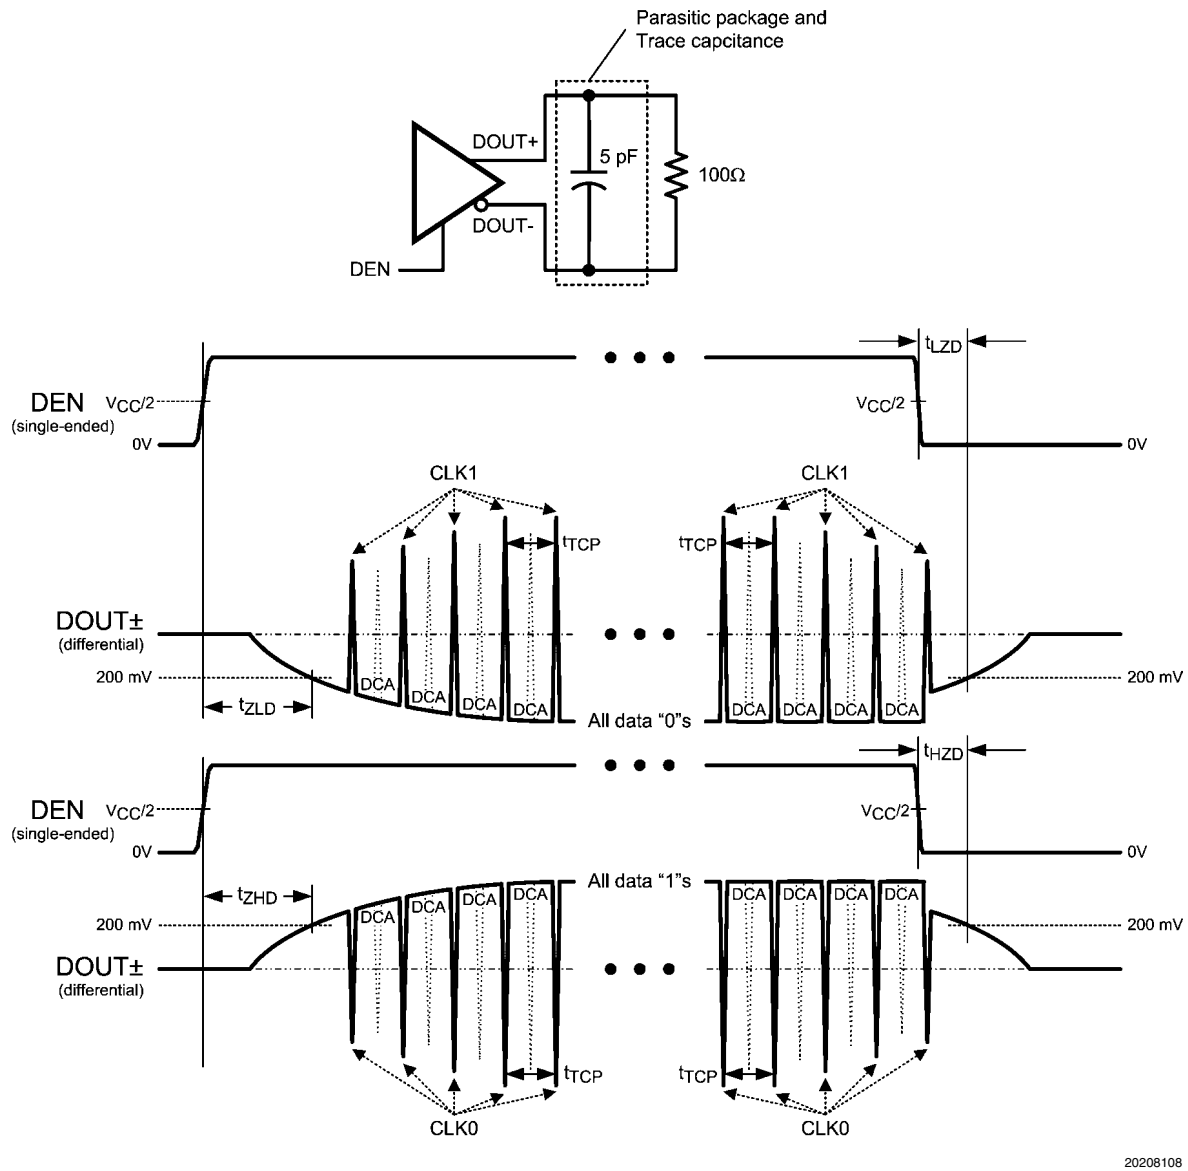 Parasitic package and
Trace capcitance
DOUT+
5 pF
100Ω
DOUT-
DEN
tLZD
DEN
(single-ended)
VCC/2
VCC/2
0V
0V
CLK1
CLK1
tTCP
tTCP
DOUT±
(differential)
200 mV
200 mV
tZLD
DCA
DCA
DCA
DCA
DCA
DCA
DCA
DCA
All data “0”s
tHZD
DEN
(single-ended)
VCC/2
VCC/2
0V
0V
tZHD
All data “1”s
DCA
DCA
DCA
DCA
DCA
DCA
DCA
DCA
200 mV
200 mV
DOUT±
(differential)
tTCP
tTCP
CLK0
CLK0
20208108